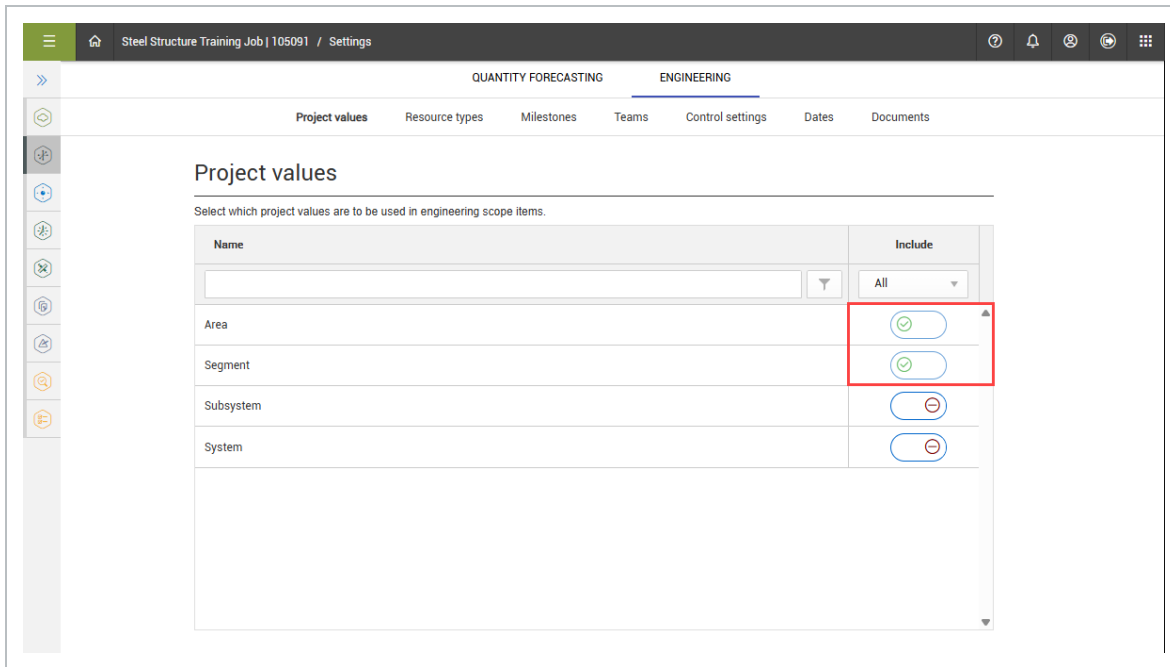 Steel Structure Training Job | 105091 / Settings
QUANTITY FORECASTING ENGINEERING
Project values Resource types Milestones Teams Control settings Dates Documents
Project values
Select which project values are to be used in engineering scope items.
Name Include
All
Area
Segment
Subsystem
System